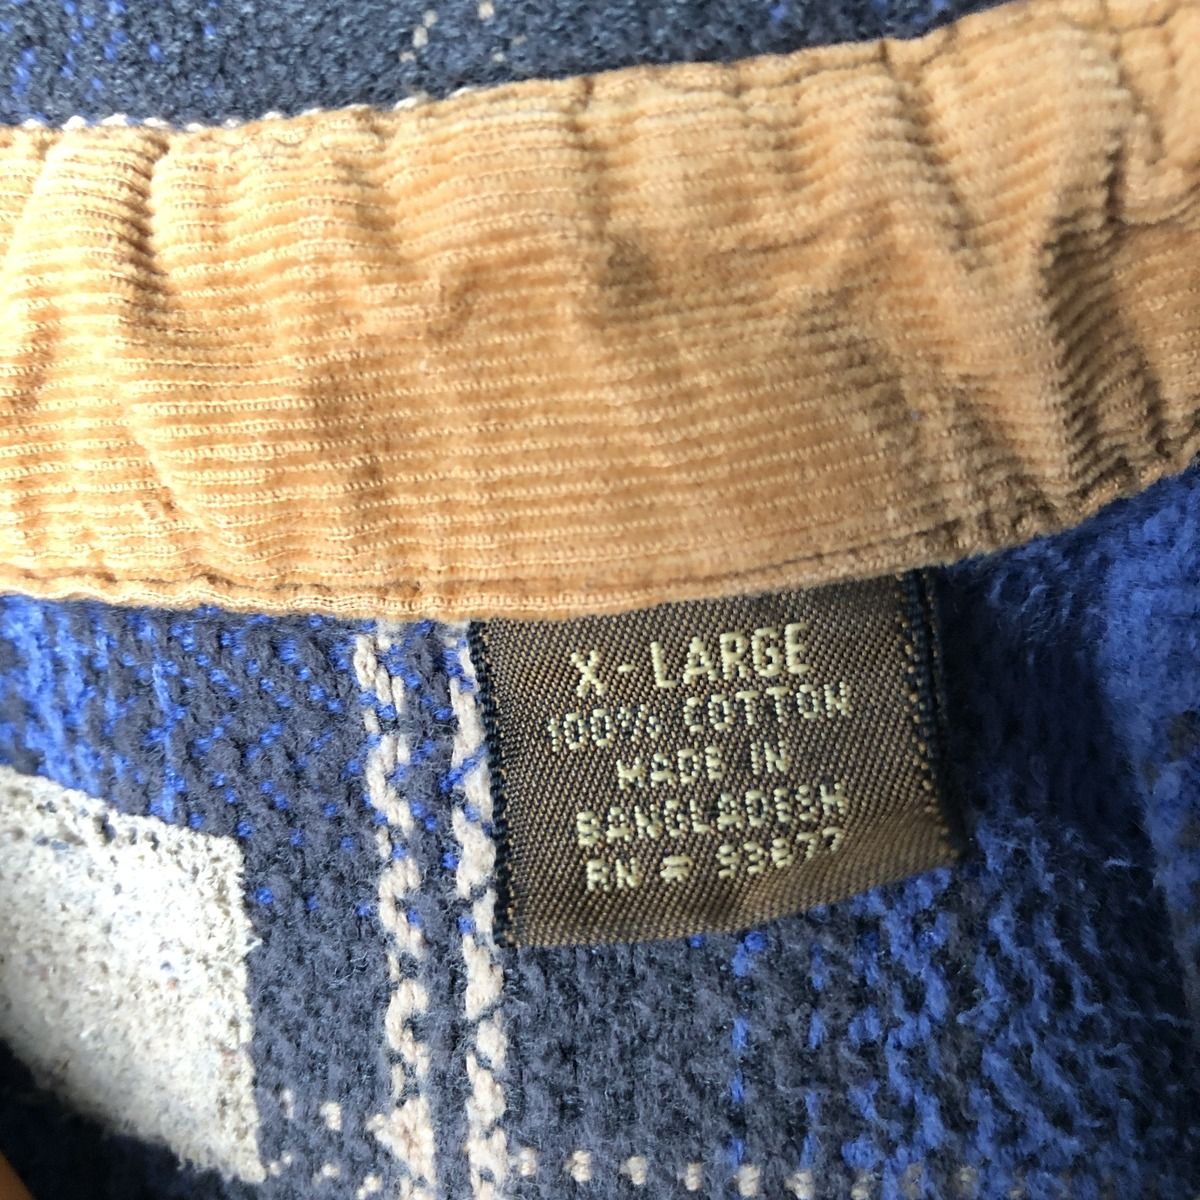 X-LARGE
100% COTTON
MADE IN
BANGLADESH
RN # 93877